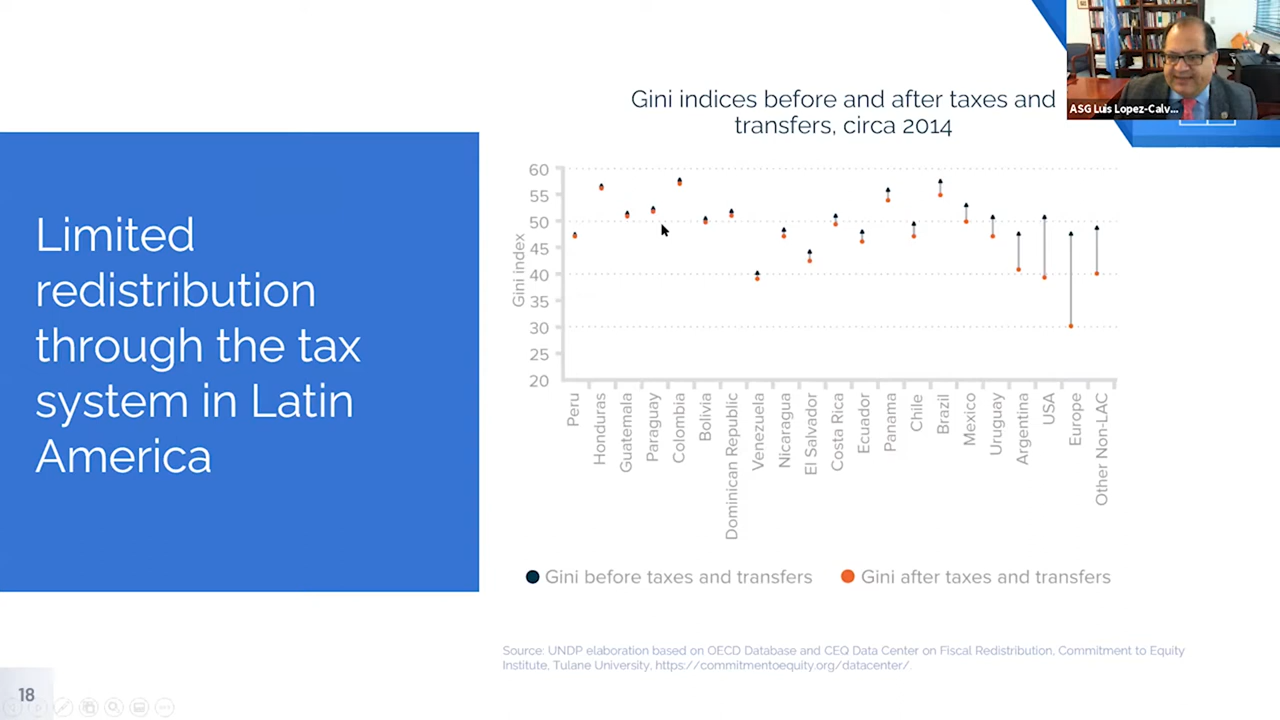 ASG Luis Lopez-Calv...
Gini indices before and after taxes and
transfers, circa 2014
Limited
redistribution
through the tax
system in Latin
America
Gini index
60
55
50
45
40
35
30
25
20
Peru
Honduras
Guatemala
Paraguay
Colombia
Bolivia
Dominican Republic
Venezuela
Nicaragua
El Salvador
Costa Rica
Ecuador
Panama
Chile
Brazil
Mexico
Uruguay
Argentina
USA
Europe
Other Non-LAC
Gini before taxes and transfers
Gini after taxes and transfers
Source: UNDP elaboration based on OECD Database and CEQ Data Center on Fiscal Redistribution, Commitment to Equity
Institute, Tulane University, https://commitmentoequity.org/datacenter/.
18